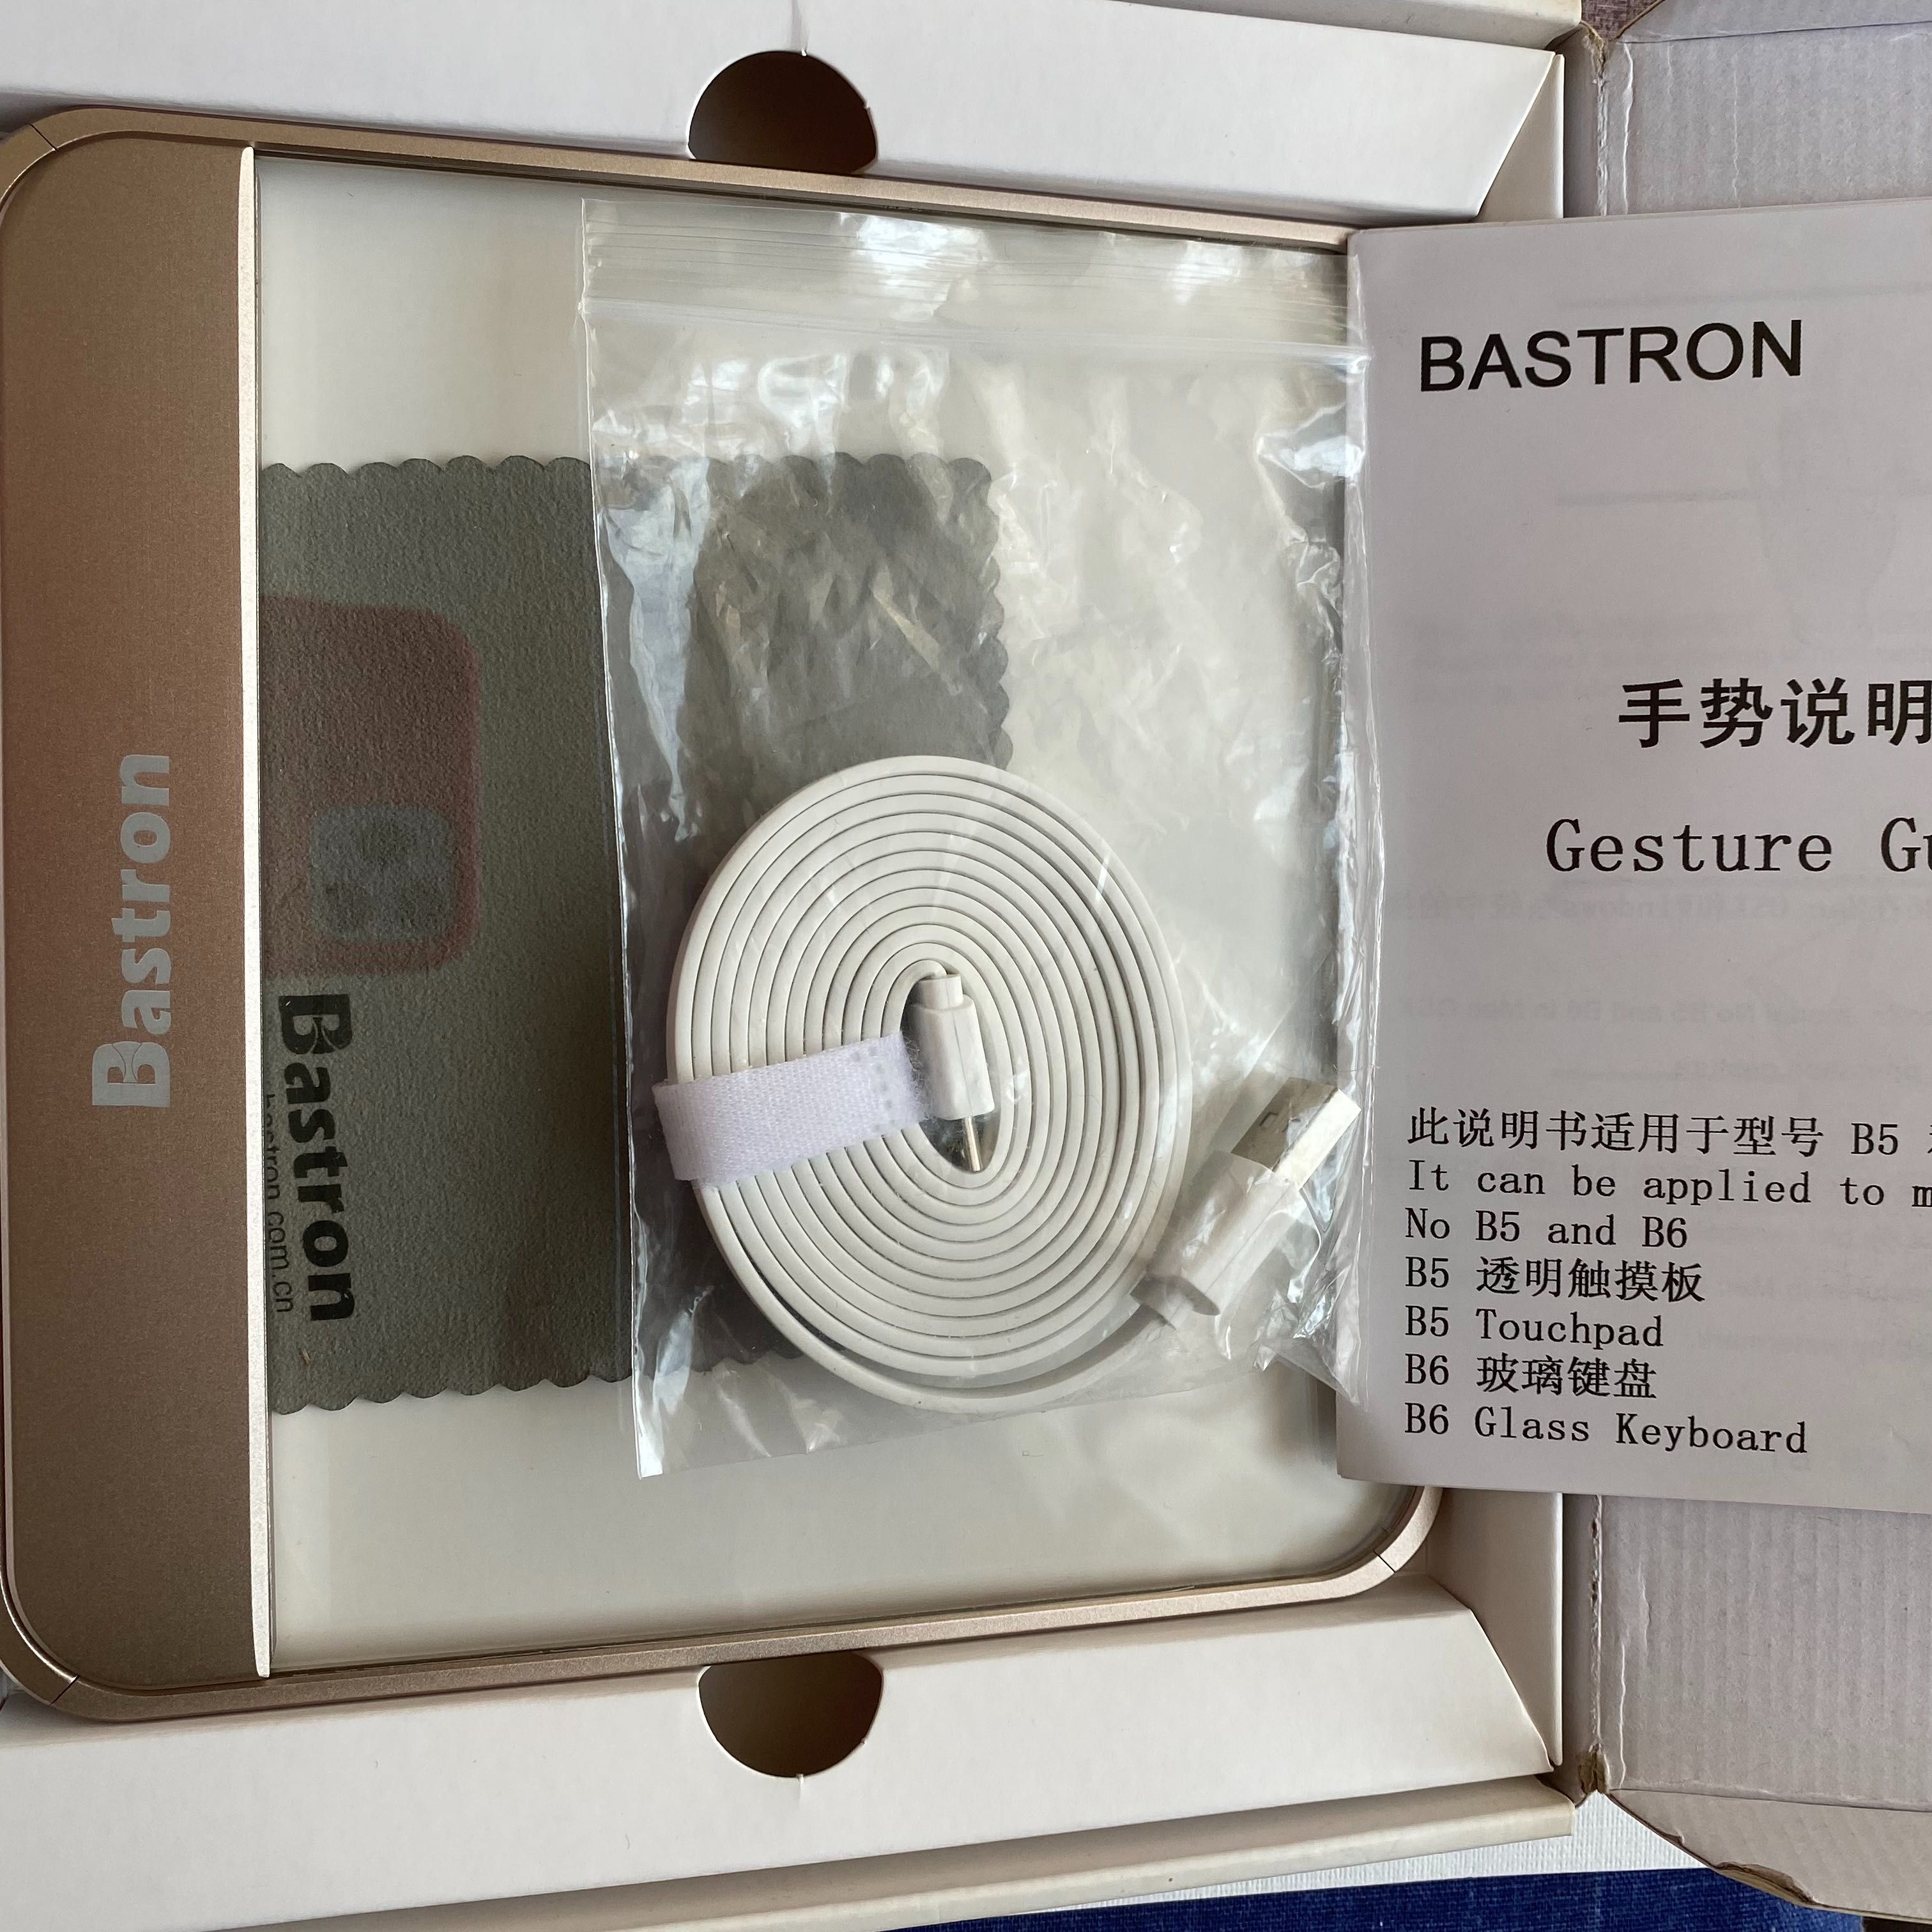 Bastron
Bastron
bastron.com.cn
BASTRON
手势说明
Gesture
此说明书适用于型号 B5
It can be applied to
No B5 and B6
B5 透明触摸板
B5 Touchpad
B6 玻璃键盘
B6 Glass Keyboard